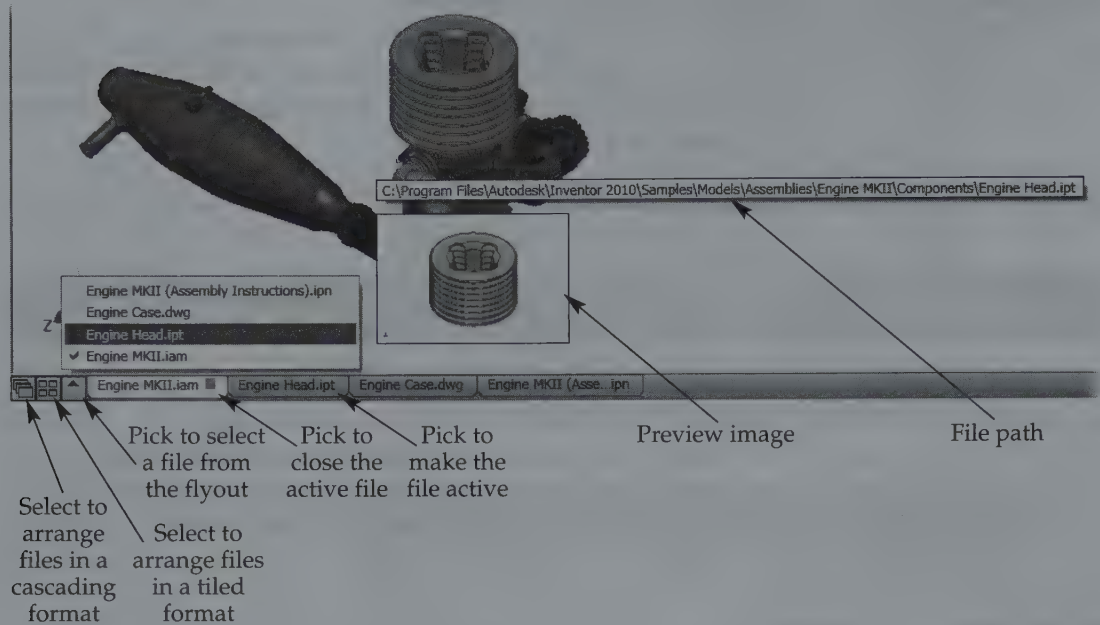 C:\Program Files\Autodesk\Inventor 2010\Samples\Models\Assemblies\Engine MKII\Components\Engine Head.ipt
Engine MKII (Assembly Instructions).ipn
Engine Case.dwg
Z
Engine Head.ipt
Engine MKII.iam
Engine MKII.iam
Engine Head.ipt
Engine Case.dwg
Engine MKII (Asse...ipn
Pick to select
a file from
the flyout
Pick to
close the
active file
Pick to
make the
file active
Preview image
File path
Select to
arrange
files in a
cascading
format
Select to
arrange files
in a tiled
format